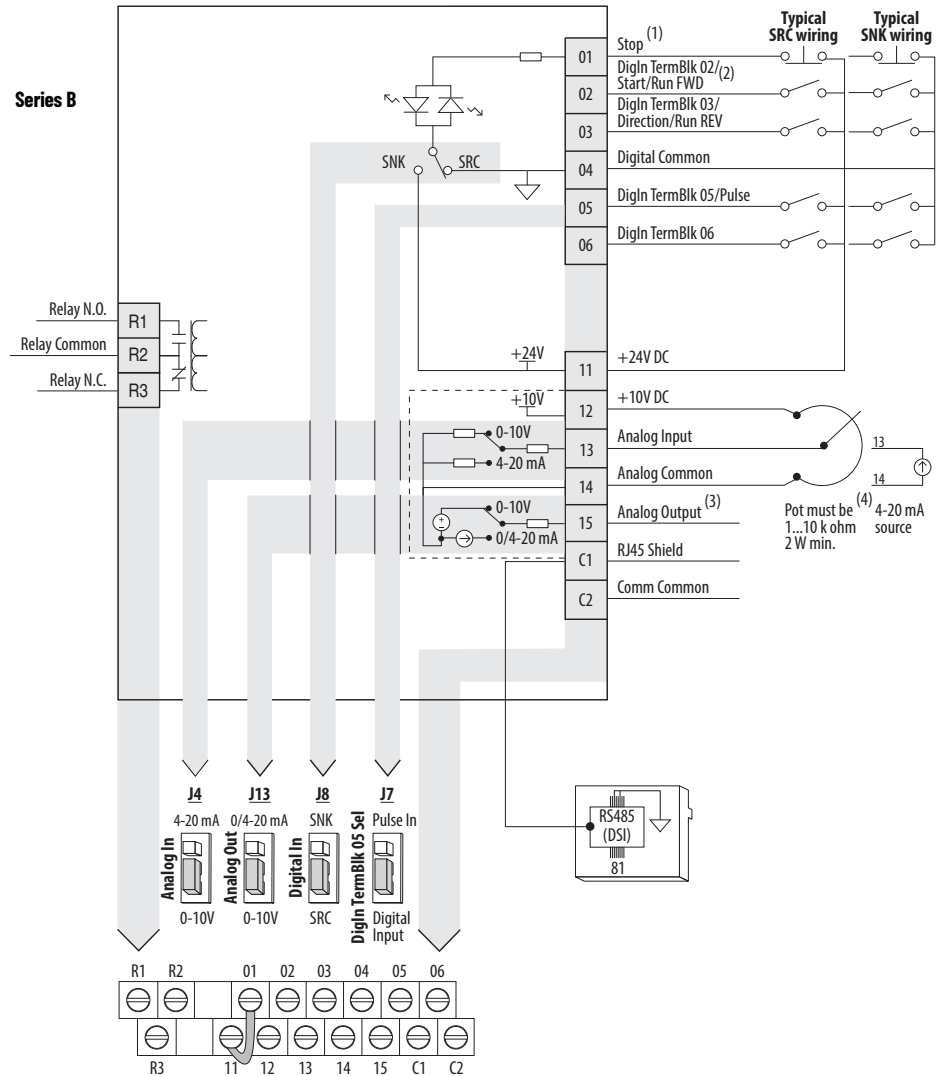 Series B
Typical
SRC wiring
Typical
SNK wiring
01
Stop (1)
02
DigIn TermBlk 02/
Start/Run FWD (2)
03
DigIn TermBlk 03/
Direction/Run REV
SNK
SRC
04
Digital Common
05
DigIn TermBlk 05/Pulse
06
DigIn TermBlk 06
Relay N.O.
R1
Relay Common
R2
Relay N.C.
R3
+24V
11
+24V DC
+10V
12
+10V DC
0-10V
4-20 mA
13
Analog Input
14
Analog Common
0-10V
0/4-20 mA
15
Analog Output (3)
C1
RJ45 Shield
C2
Comm Common
13
14
Pot must be
1...10 k ohm
2 W min.
(4) 4-20 mA
source
J4
4-20 mA
Analog In
0-10V
J13
0/4-20 mA
Analog Out
0-10V
J8
SNK
Digital In
SRC
J7
Pulse In
DigIn TermBlk 05 Sel
Digital
Input
RS485
(DSI)
81
R1 R2 01 02 03 04 05 06
R3 11 12 13 14 15 C1 C2